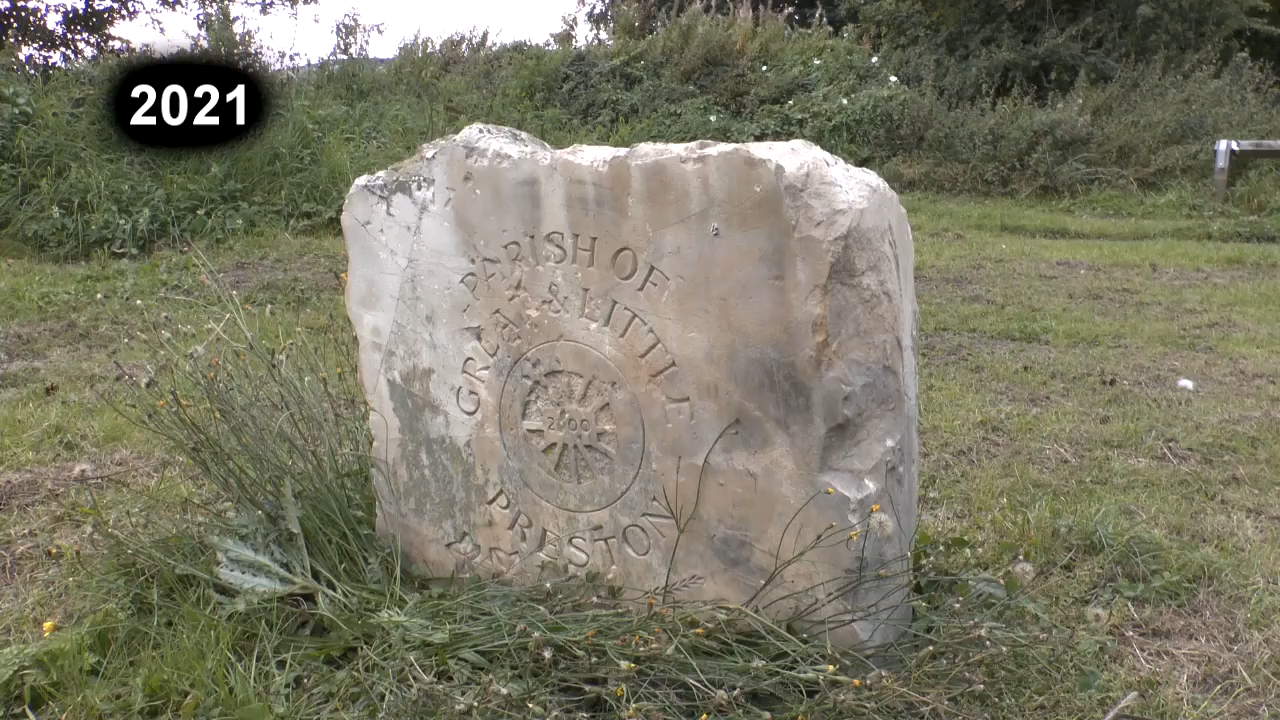 2021
PARISH OF
GREAT & LITTLE
2000
PRESTON